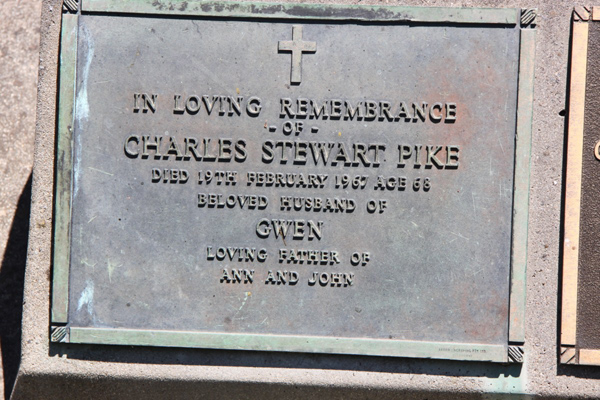 IN LOVING REMEMBRANCE
- OF -
CHARLES STEWART PIKE
DIED 19TH FEBRUARY 1967 AGE 68
BELOVED HUSBAND OF
GWEN
LOVING FATHER OF
ANN AND JOHN